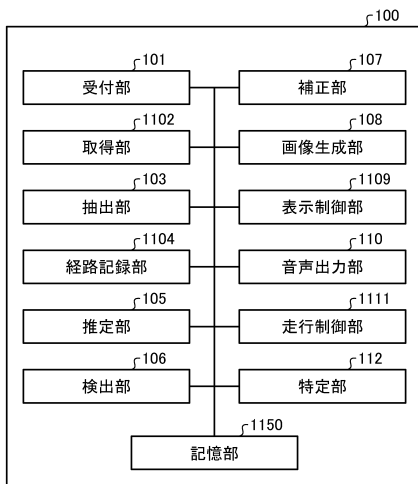 100
101
受付部
107
補正部
1102
取得部
108
画像生成部
103
抽出部
1109
表示制御部
1104
経路記録部
110
音声出力部
105
推定部
1111
走行制御部
106
検出部
112
特定部
1150
記憶部